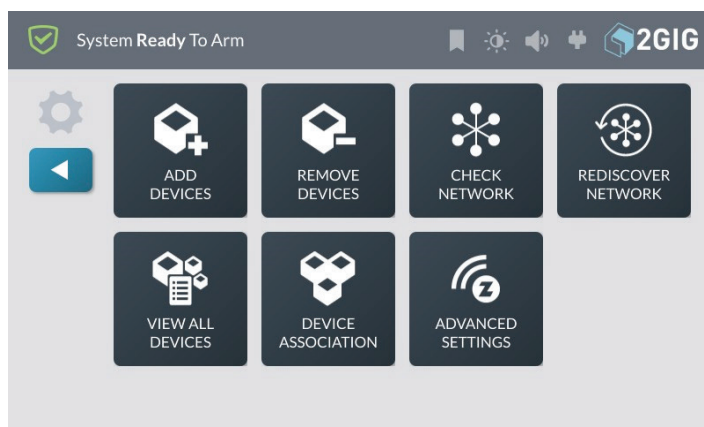 System Ready To Arm
2GIG
ADD
DEVICES
REMOVE
DEVICES
CHECK
NETWORK
REDISCOVER
NETWORK
VIEW ALL
DEVICES
DEVICE
ASSOCIATION
Z
ADVANCED
SETTINGS